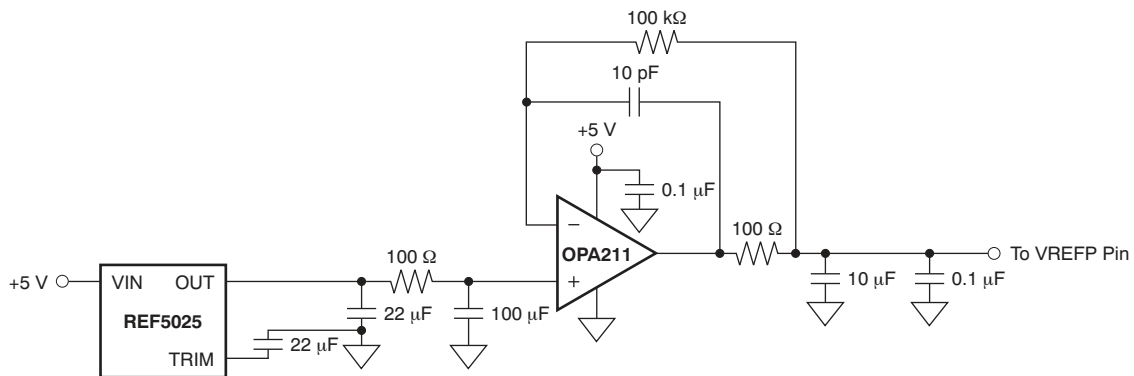 100 kΩ
10 pF
+5 V
0.1 μF
−
OPA211
+
100 Ω
To VREFP Pin
10 μF
0.1 μF
+5 V
VIN
OUT
REF5025
TRIM
100 Ω
22 μF
100 μF
22 μF